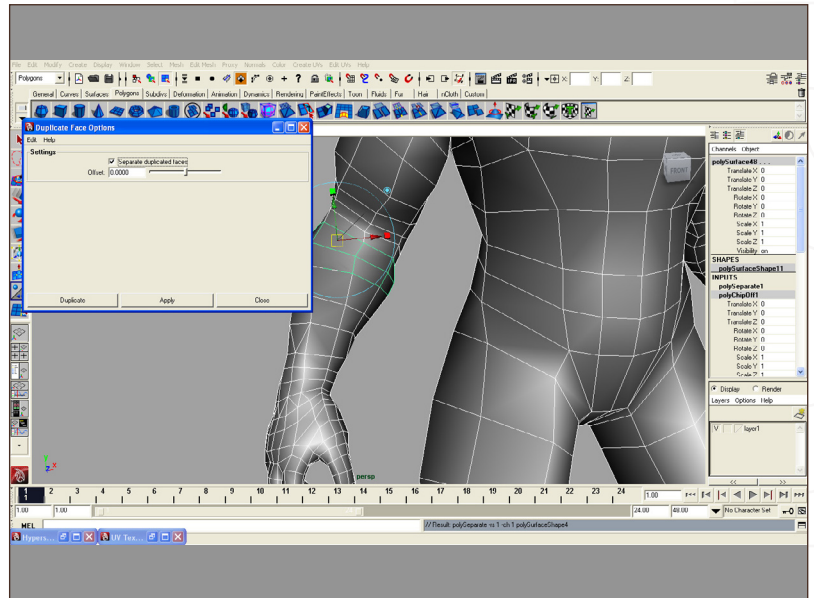 File Edit Modify Create Display Window Select Mesh Edit Mesh Proxy Normals Color Create UVs Edit UVs Help
Polygons X: Y: Z:
General Curves Surfaces Polygons Subdivs Deformation Animation Dynamics Rendering PaintEffects Toon Fluids Fur Hair nCloth Custom
Duplicate Face Options
Edit Help
Settings
Separate duplicated faces
Offset: 0.0000
Duplicate Apply Close
FRONT
persp
Channels Object
polySurface48 . . .
Translate X 0
Translate Y 0
Translate Z 0
Rotate X 0
Rotate Y 0
Rotate Z 0
Scale X 1
Scale Y 1
Scale Z 1
Visibility on
SHAPES
polySurfaceShape11
INPUTS
polySeparate1
polyChipOff1
Translate X 0
Translate Y 0
Translate Z 0
Rotate X 0
Rotate Y 0
Rotate Z 0
Scale X 1
Scale Y 1
Scale Z 1
Display Render
Layers Options Help
V layer1
1 2 3 4 5 6 7 8 9 10 11 12 13 14 15 16 17 18 19 20 21 22 23 24
1 1.00
1.00 1.00 24.00 48.00 No Character Set
MEL // Result: polySeparate -rs 1 -ch 1 polySurfaceShape4
Hypers... UV Tex...